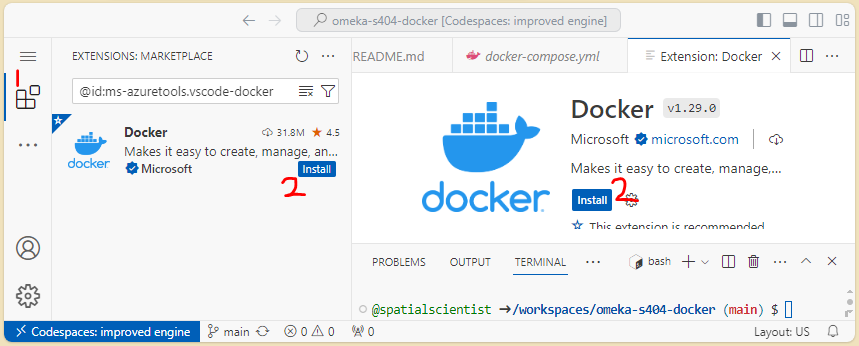 omeka-s404-docker [Codespaces: improved engine]
1
EXTENSIONS: MARKETPLACE
README.md
docker-compose.yml
Extension: Docker
@id:ms-azuretools.vscode-docker
Docker
31.8M
4.5
Makes it easy to create, manage, an...
Microsoft
Install
2
docker
docker
Docker
v1.29.0
Microsoft
microsoft.com
Makes it easy to create, manage,...
Install
2
This extension is recommended
PROBLEMS
OUTPUT
TERMINAL
bash
@spatialscientist ➜/workspaces/omeka-s404-docker (main) $
Codespaces: improved engine
main
0
0
0
Layout: US